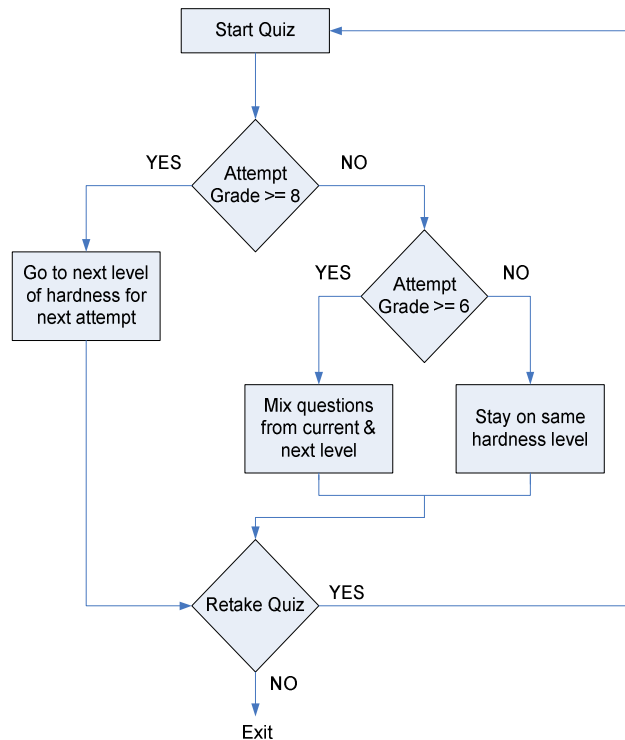 Start Quiz
YES
NO
Attempt
Grade >= 8
Go to next level
of hardness for
next attempt
YES
NO
Attempt
Grade >= 6
Mix questions
from current &
next level
Stay on same
hardness level
Retake Quiz
YES
NO
Exit